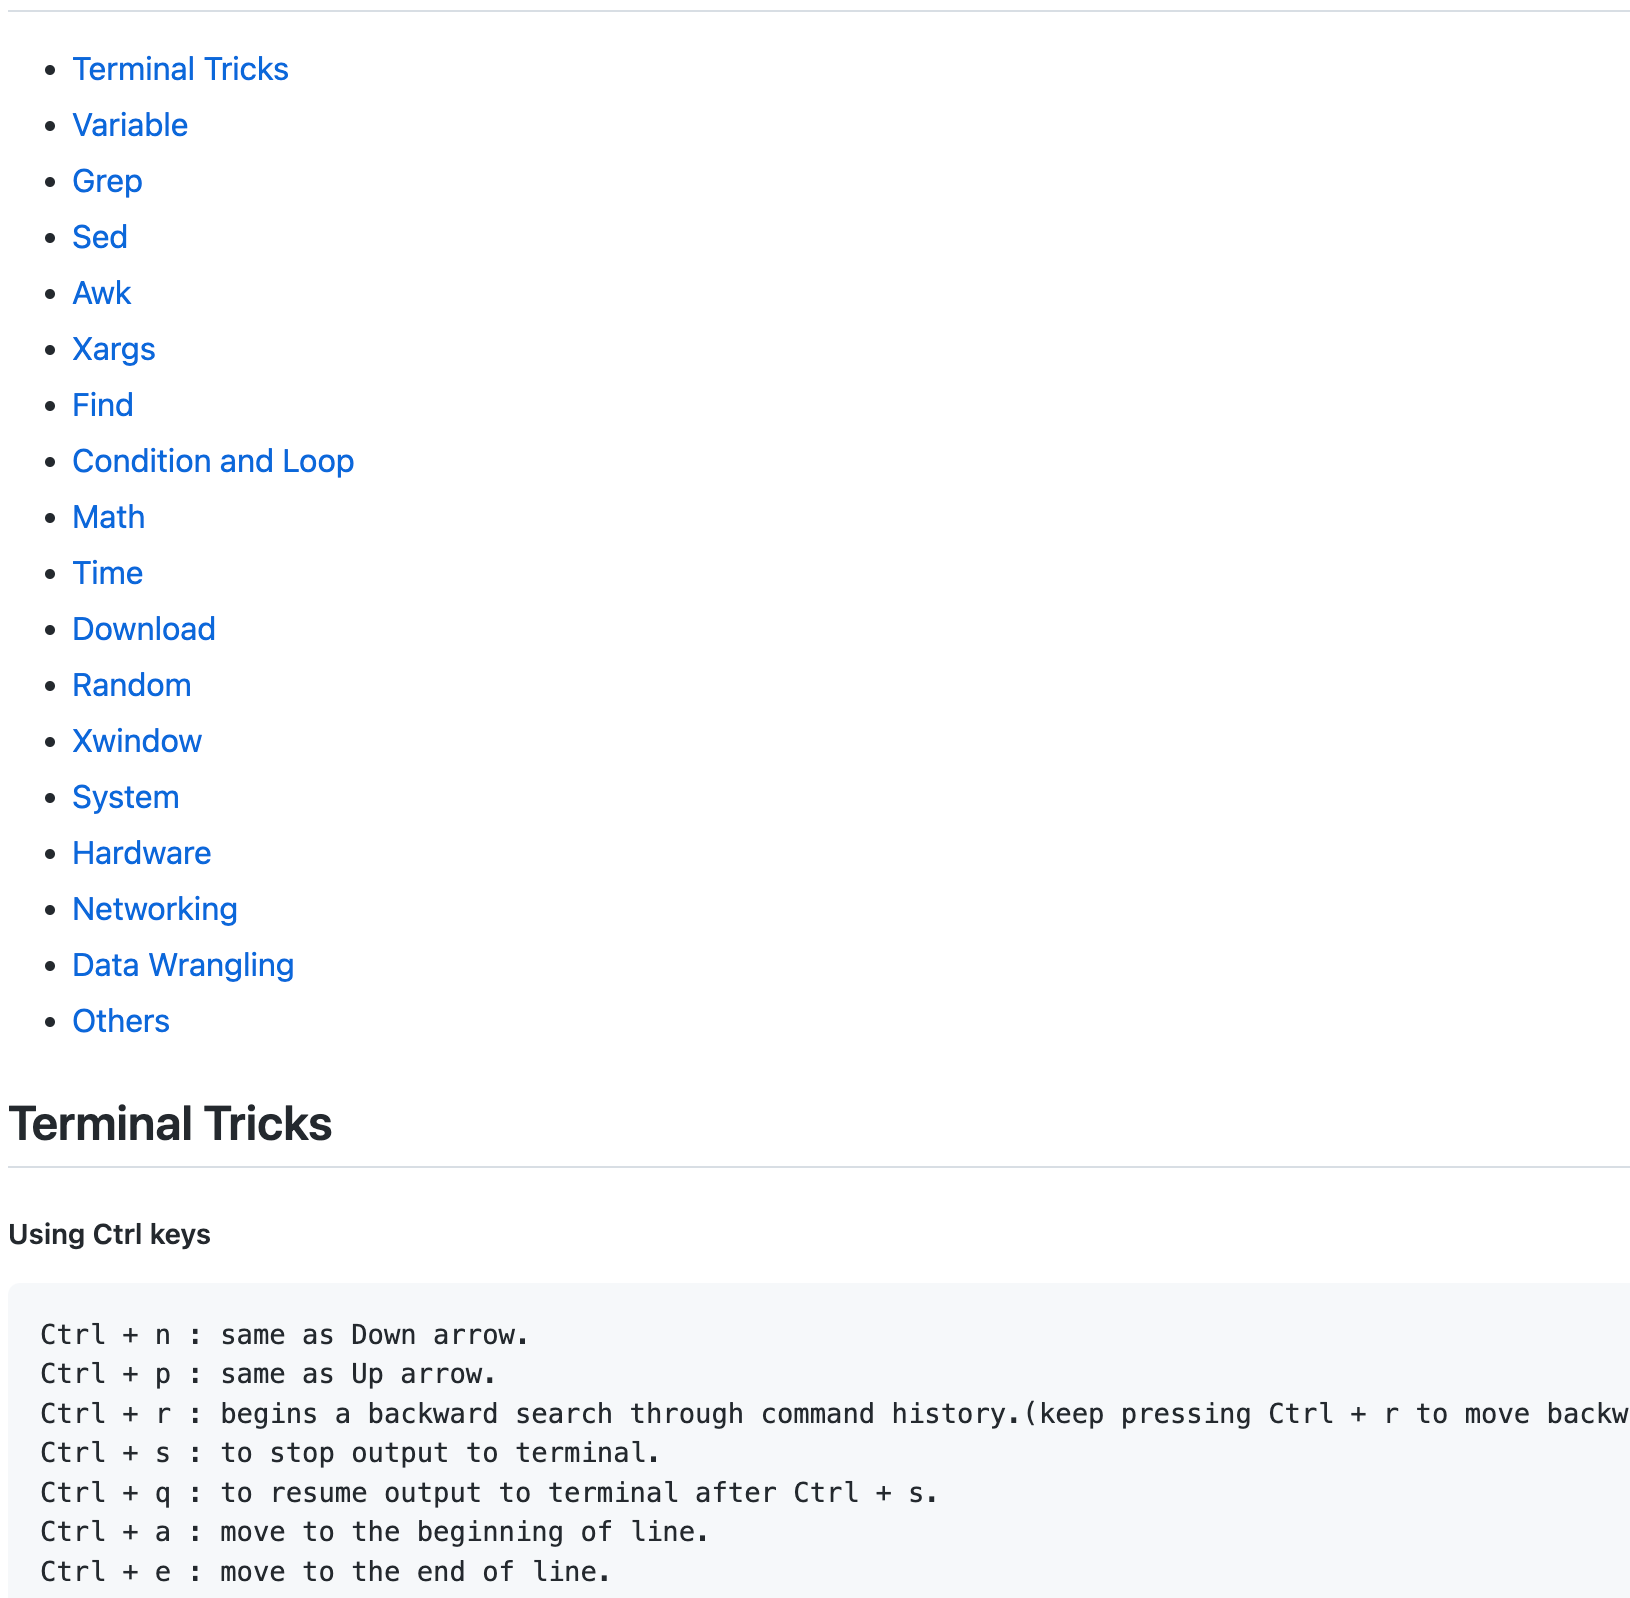 Terminal Tricks
Variable
Grep
Sed
Awk
Xargs
Find
Condition and Loop
Math
Time
Download
Random
Xwindow
System
Hardware
Networking
Data Wrangling
Others
Terminal Tricks
Using Ctrl keys
Ctrl + n : same as Down arrow.
Ctrl + p : same as Up arrow.
Ctrl + r : begins a backward search through command history.(keep pressing Ctrl + r to move backw
Ctrl + s : to stop output to terminal.
Ctrl + q : to resume output to terminal after Ctrl + s.
Ctrl + a : move to the beginning of line.
Ctrl + e : move to the end of line.